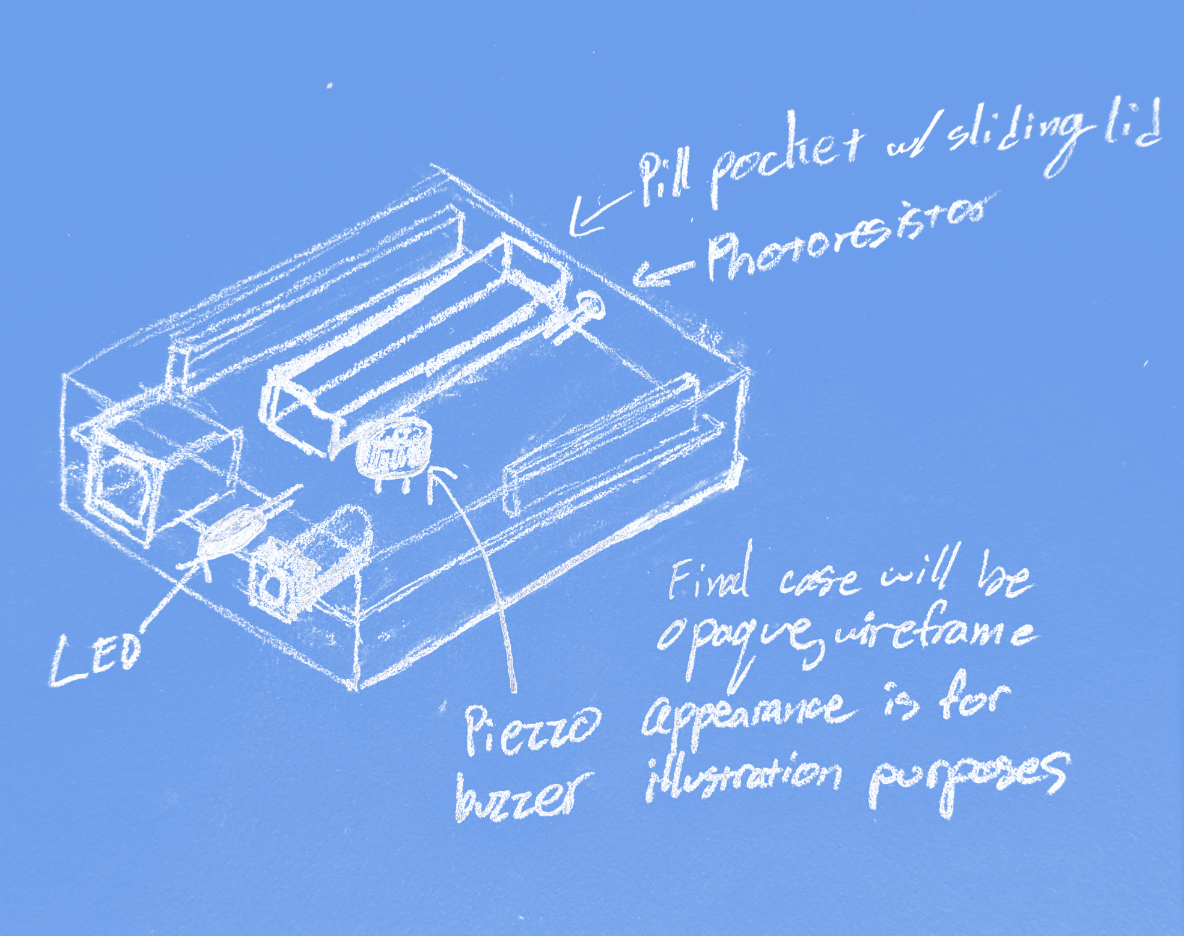 Pill pocket w/ sliding lid
Photoresistor
LED
Piezzo
buzzer
Final case will be
opaque, wireframe
appearance is for
illustration purposes